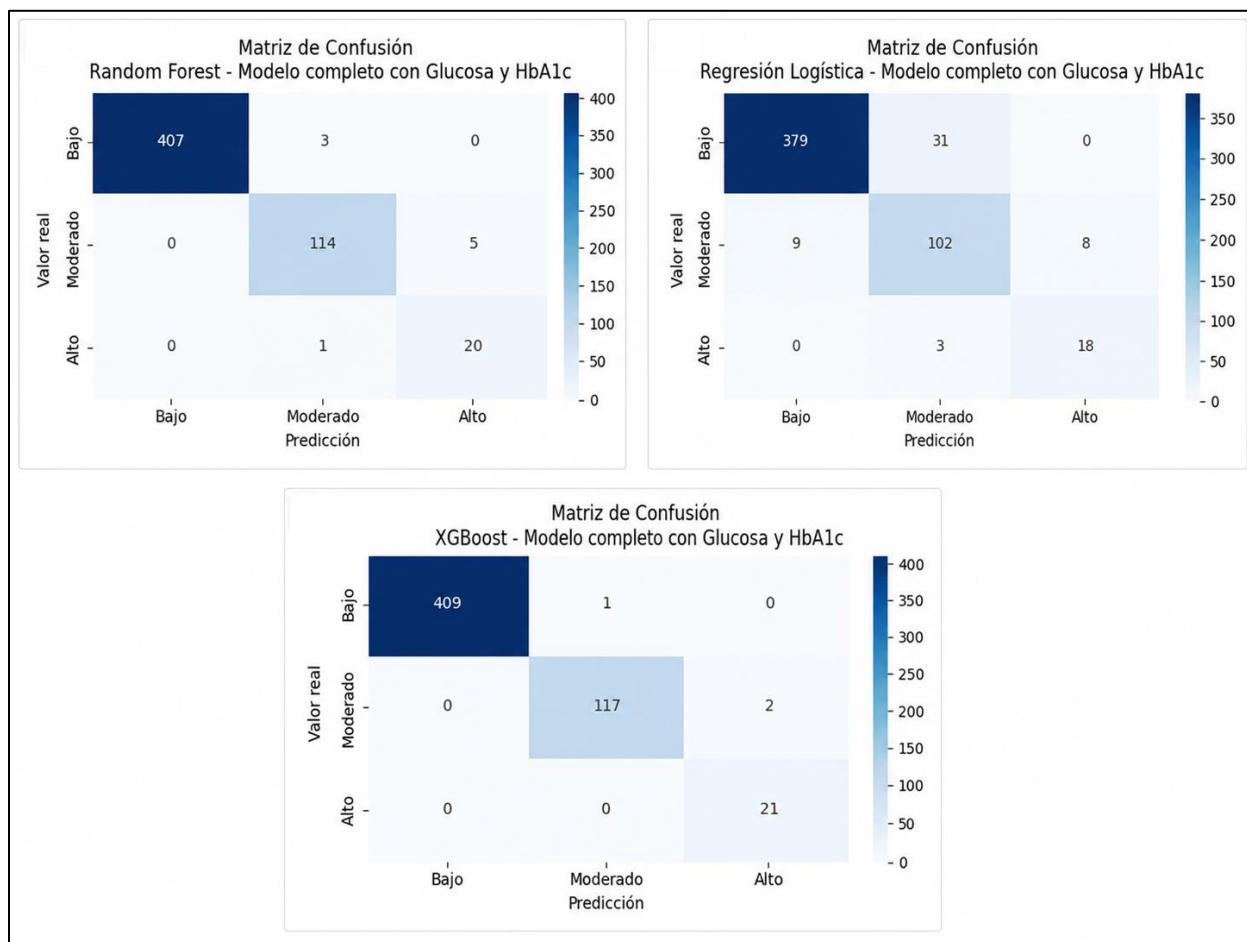 Matriz de Confusión
Random Forest - Modelo completo con Glucosa y HbA1c
Valor real
Bajo
Moderado
Alto
407 3 0
0 114 5
0 1 20
Bajo Moderado Alto
Predicción
400
350
300
250
200
150
100
50
0
Matriz de Confusión
Regresión Logística - Modelo completo con Glucosa y HbA1c
Valor real
Bajo
Moderado
Alto
379 31 0
9 102 8
0 3 18
Bajo Moderado Alto
Predicción
350
300
250
200
150
100
50
0
Matriz de Confusión
XGBoost - Modelo completo con Glucosa y HbA1c
Valor real
Bajo
Moderado
Alto
409 1 0
0 117 2
0 0 21
Bajo Moderado Alto
Predicción
400
350
300
250
200
150
100
50
0